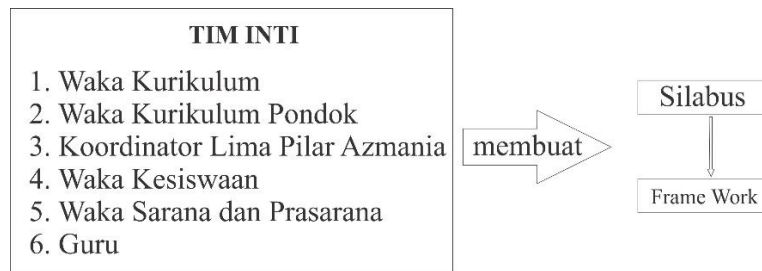 TIM INTI
1. Waka Kurikulum
2. Waka Kurikulum Pondok
3. Koordinator Lima Pilar Azmania
4. Waka Kesiswaan
5. Waka Sarana dan Prasarana
6. Guru
membuat
Silabus
Frame Work